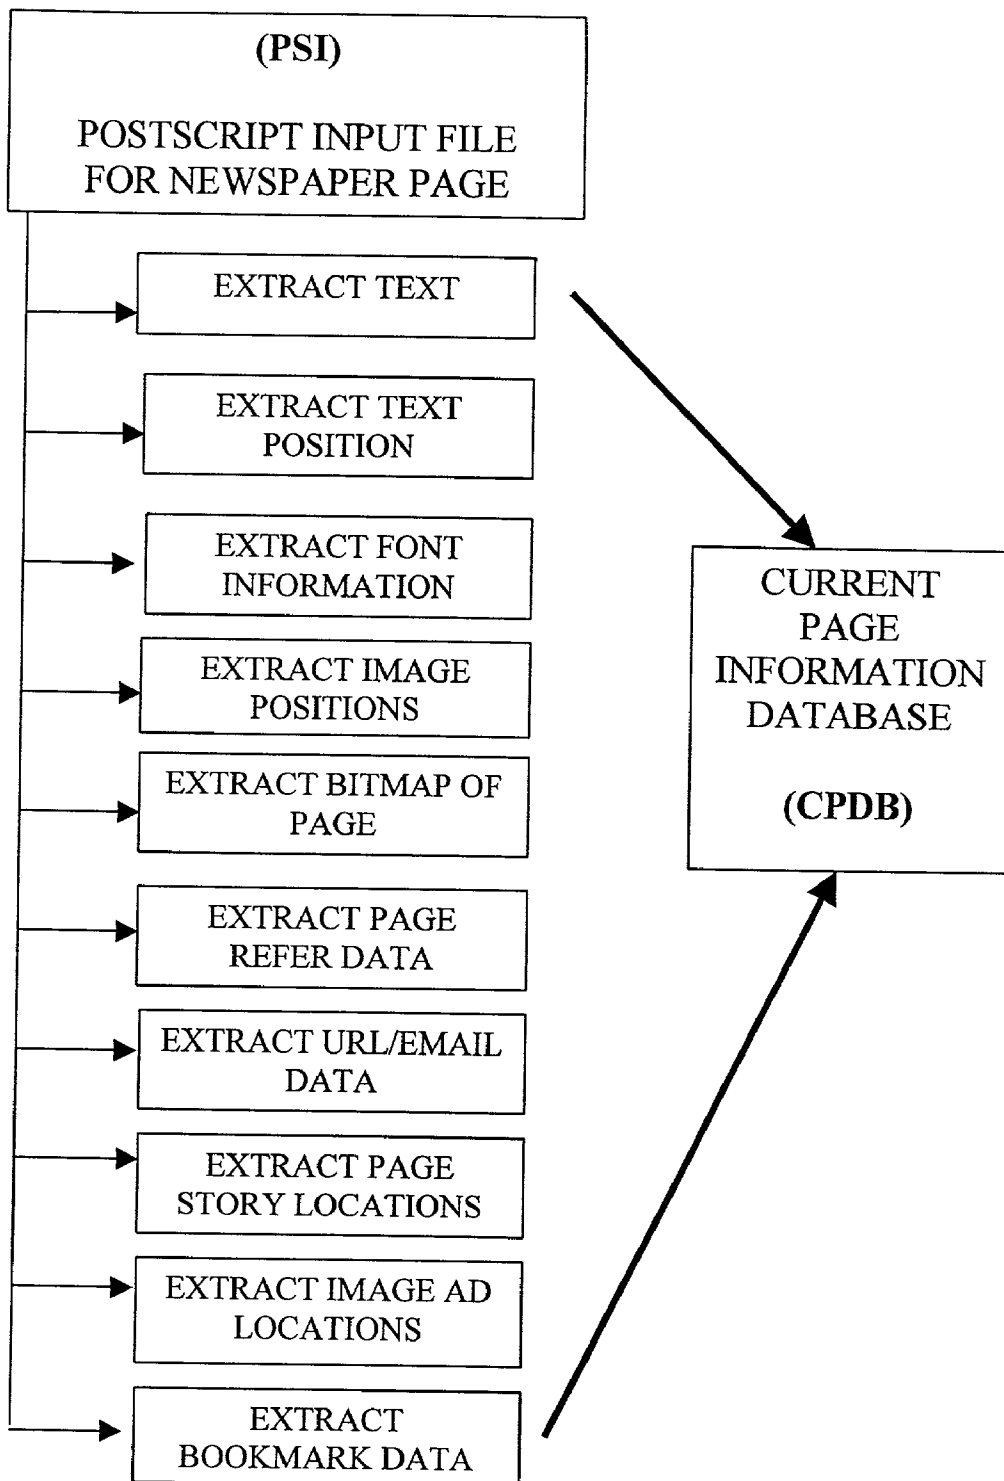 (PSI)
POSTSCRIPT INPUT FILE
FOR NEWSPAPER PAGE
EXTRACT TEXT
EXTRACT TEXT
POSITION
EXTRACT FONT
INFORMATION
EXTRACT IMAGE
POSITIONS
EXTRACT BITMAP OF
PAGE
EXTRACT PAGE
REFER DATA
EXTRACT URL/EMAIL
DATA
EXTRACT PAGE
STORY LOCATIONS
EXTRACT IMAGE AD
LOCATIONS
EXTRACT
BOOKMARK DATA
CURRENT
PAGE
INFORMATION
DATABASE
(CPDB)